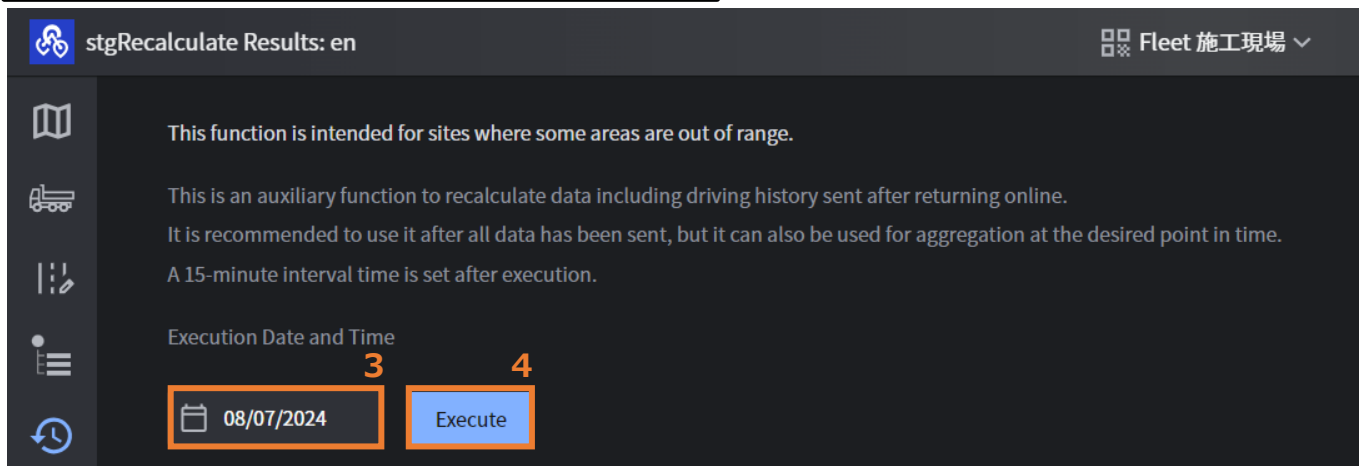 stgRecalculate Results: en
Fleet 施工現場
This function is intended for sites where some areas are out of range.
This is an auxiliary function to recalculate data including driving history sent after returning online.
It is recommended to use it after all data has been sent, but it can also be used for aggregation at the desired point in time.
A 15-minute interval time is set after execution.
Execution Date and Time
3 4
08/07/2024 Execute